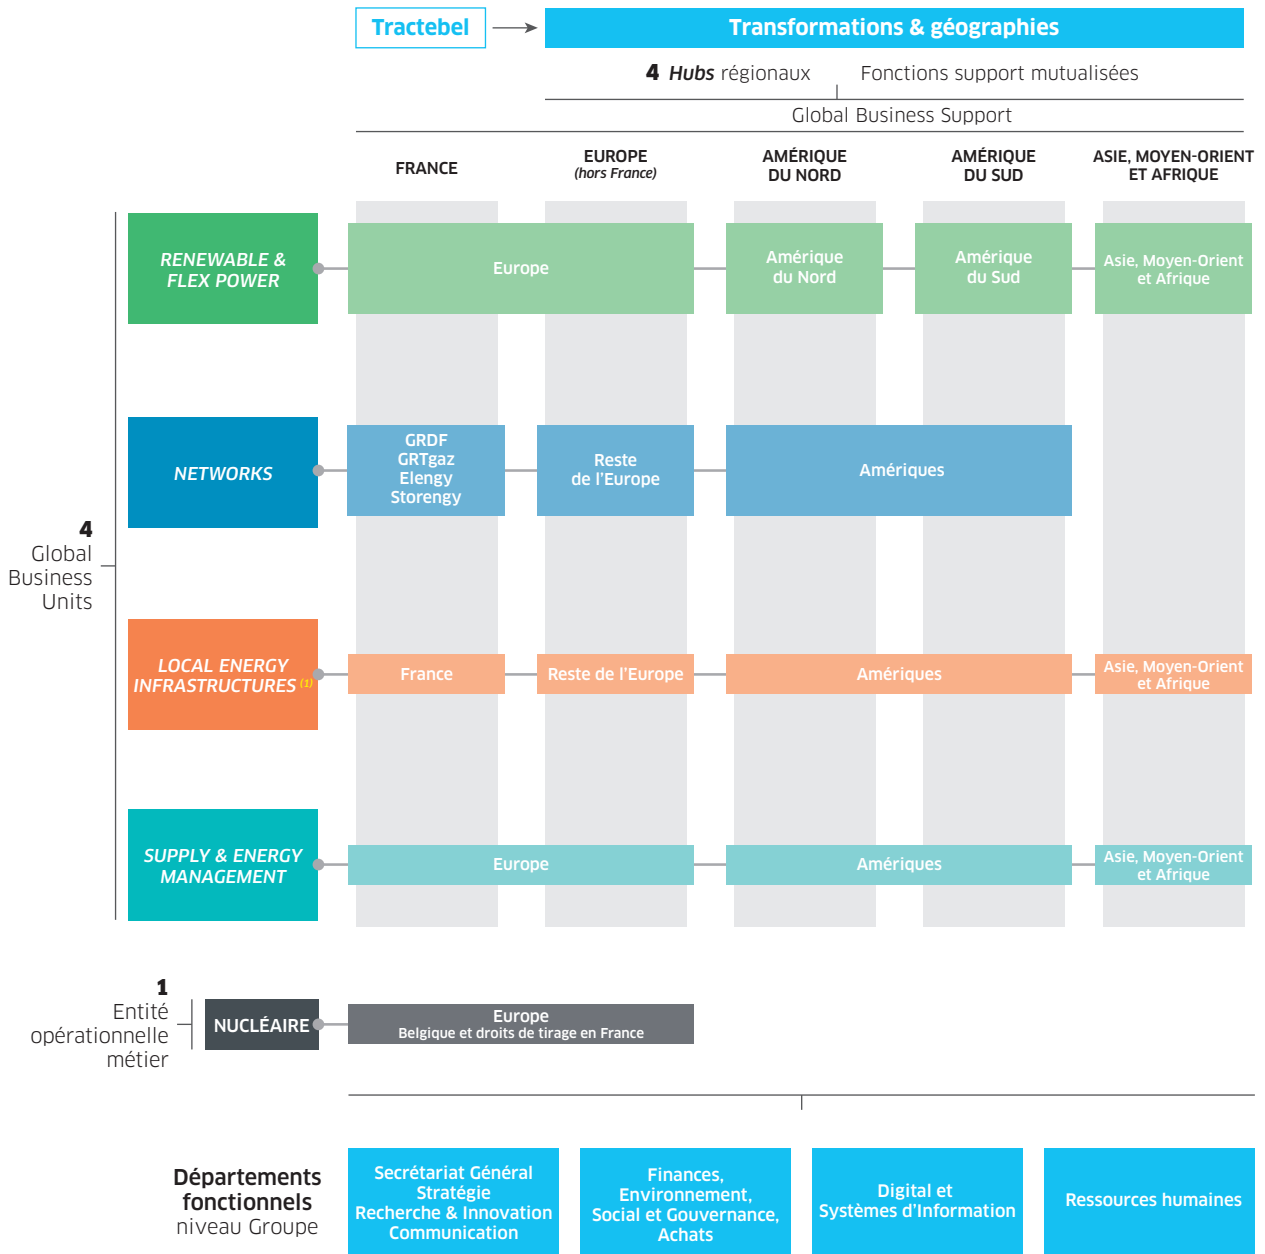 Tractebel
Transformations & géographies
4 Hubs régionaux
Fonctions support mutualisées
Global Business Support
FRANCE
EUROPE
(hors France)
AMÉRIQUE
DU NORD
AMÉRIQUE
DU SUD
ASIE, MOYEN-ORIENT
ET AFRIQUE
4
Global
Business
Units
RENEWABLE &
FLEX POWER
Europe
Amérique
du Nord
Amérique
du Sud
Asie, Moyen-Orient
et Afrique
NETWORKS
GRDF
GRTgaz
Elengy
Storengy
Reste
de l'Europe
Amériques
LOCAL ENERGY
INFRASTRUCTURES (1)
France
Reste de l'Europe
Amériques
Asie, Moyen-Orient
et Afrique
SUPPLY & ENERGY
MANAGEMENT
Europe
Amériques
Asie, Moyen-Orient
et Afrique
1
Entité
opérationnelle
métier
NUCLÉAIRE
Europe
Belgique et droits de tirage en France
Départements
fonctionnels
niveau Groupe
Secrétariat Général
Stratégie
Recherche & Innovation
Communication
Finances,
Environnement,
Social et Gouvernance,
Achats
Digital et
Systèmes d'Information
Ressources humaines